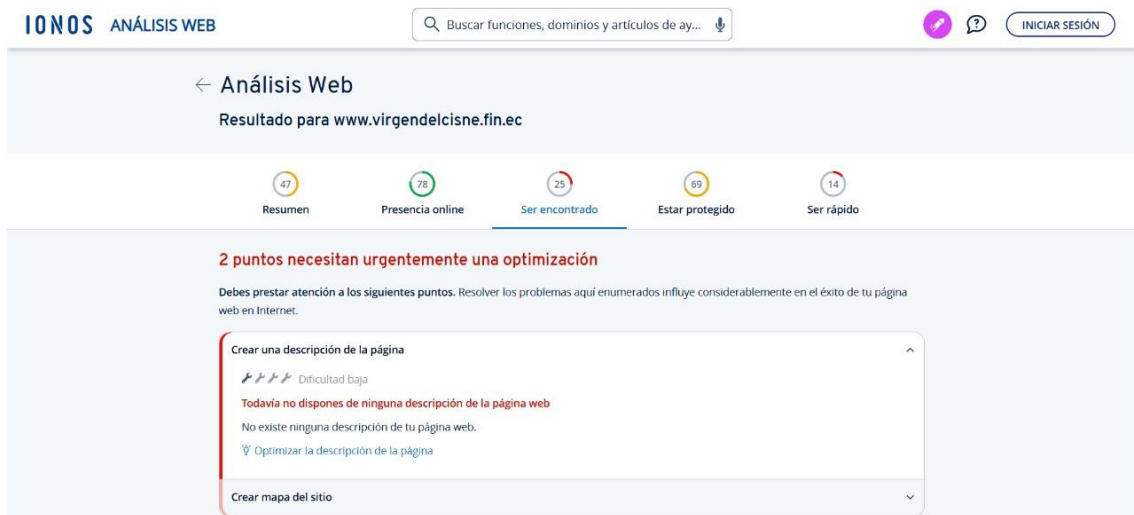 IONOS ANÁLISIS WEB
Buscar funciones, dominios y artículos de ay...
INICIAR SESIÓN
← Análisis Web
Resultado para www.virgendelcisne.fin.ec
47 78 25 69 14
Resumen Presencia online Ser encontrado Estar protegido Ser rápido
2 puntos necesitan urgentemente una optimización
Debes prestar atención a los siguientes puntos. Resolver los problemas aquí enumerados influye considerablemente en el éxito de tu página
web en Internet.
Crear una descripción de la página
Dificultad baja
Todavía no dispones de ninguna descripción de la página web
No existe ninguna descripción de tu página web.
Optimizar la descripción de la página
Crear mapa del sitio